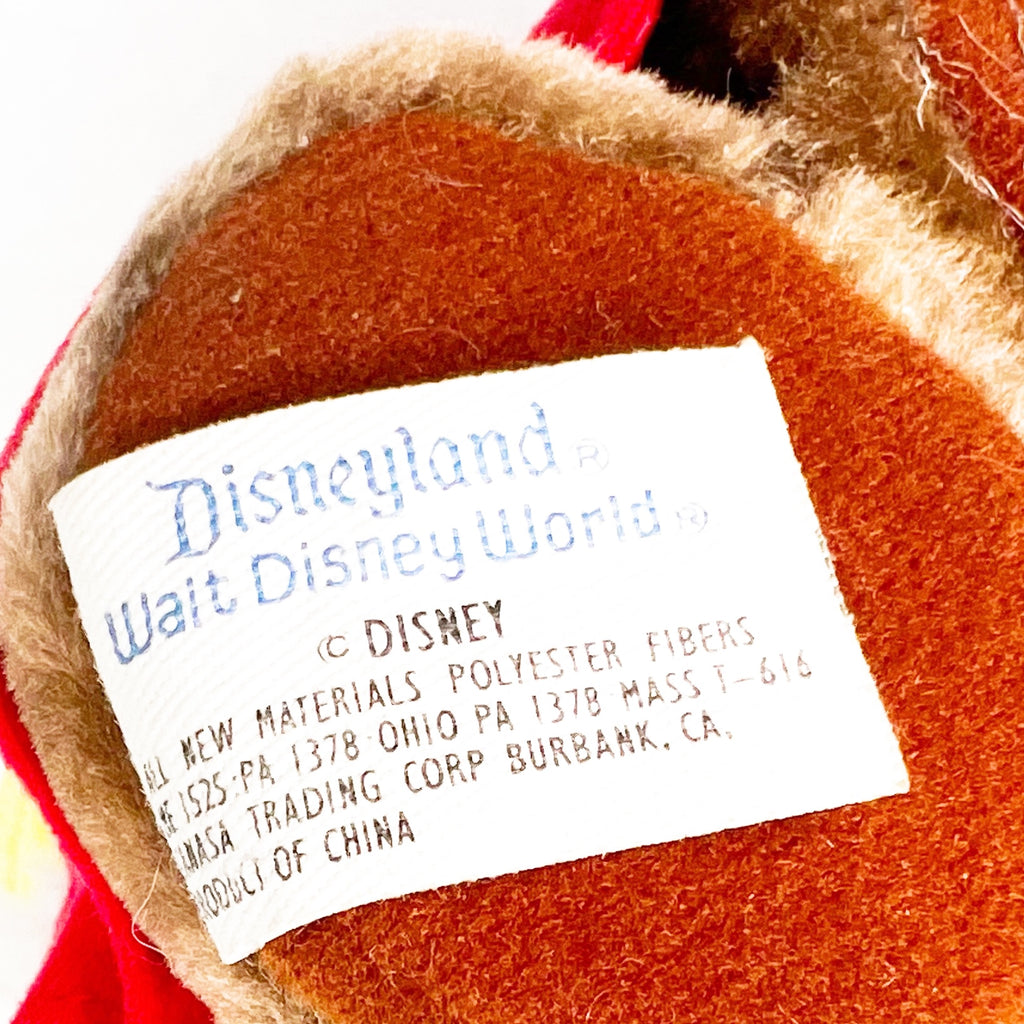 Disneyland ®
Walt Disney World ®
© DISNEY
NEW MATERIALS POLYESTER FIBERS
1525-PA 1378-OHIO PA 1378-MASS T-616
TRADING CORP BURBANK, CA.
PRODUCT OF CHINA